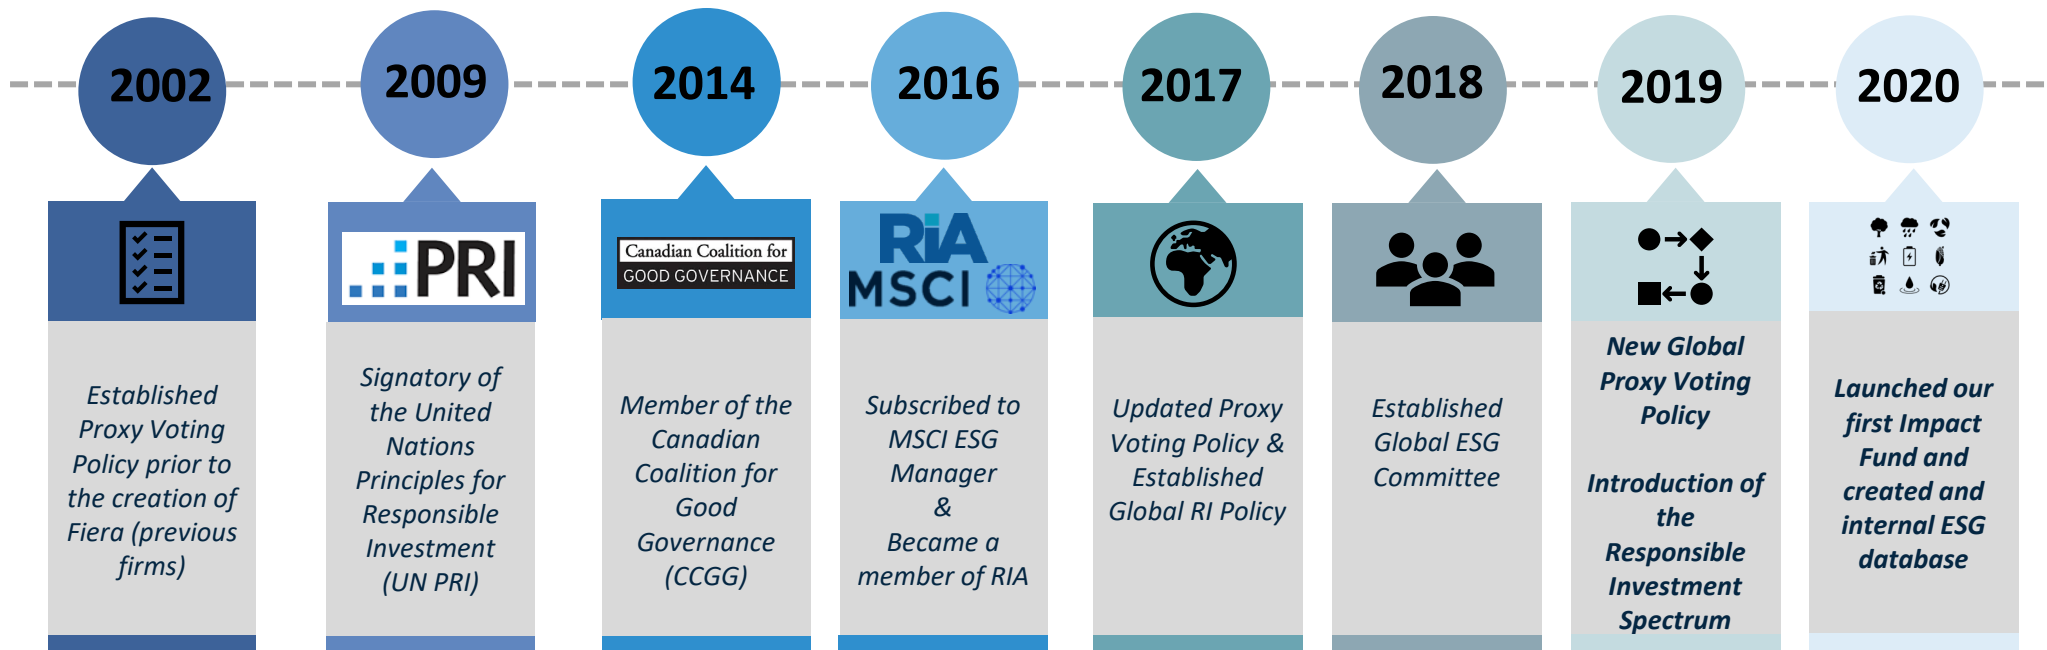 2002
2009
2014
2016
2017
2018
2019
2020
PRI
Canadian Coalition for
GOOD GOVERNANCE
RiA
MSCI
Established
Proxy Voting
Policy prior to
the creation of
Fiera (previous
firms)
Signatory of
the United
Nations
Principles for
Responsible
Investment
(UN PRI)
Member of the
Canadian
Coalition for
Good
Governance
(CCGG)
Subscribed to
MSCI ESG
Manager
&
Became a
member of RIA
Updated Proxy
Voting Policy &
Established
Global RI Policy
Established
Global ESG
Committee
New Global
Proxy Voting
Policy
Introduction of
the
Responsible
Investment
Spectrum
Launched our
first Impact
Fund and
created and
internal ESG
database